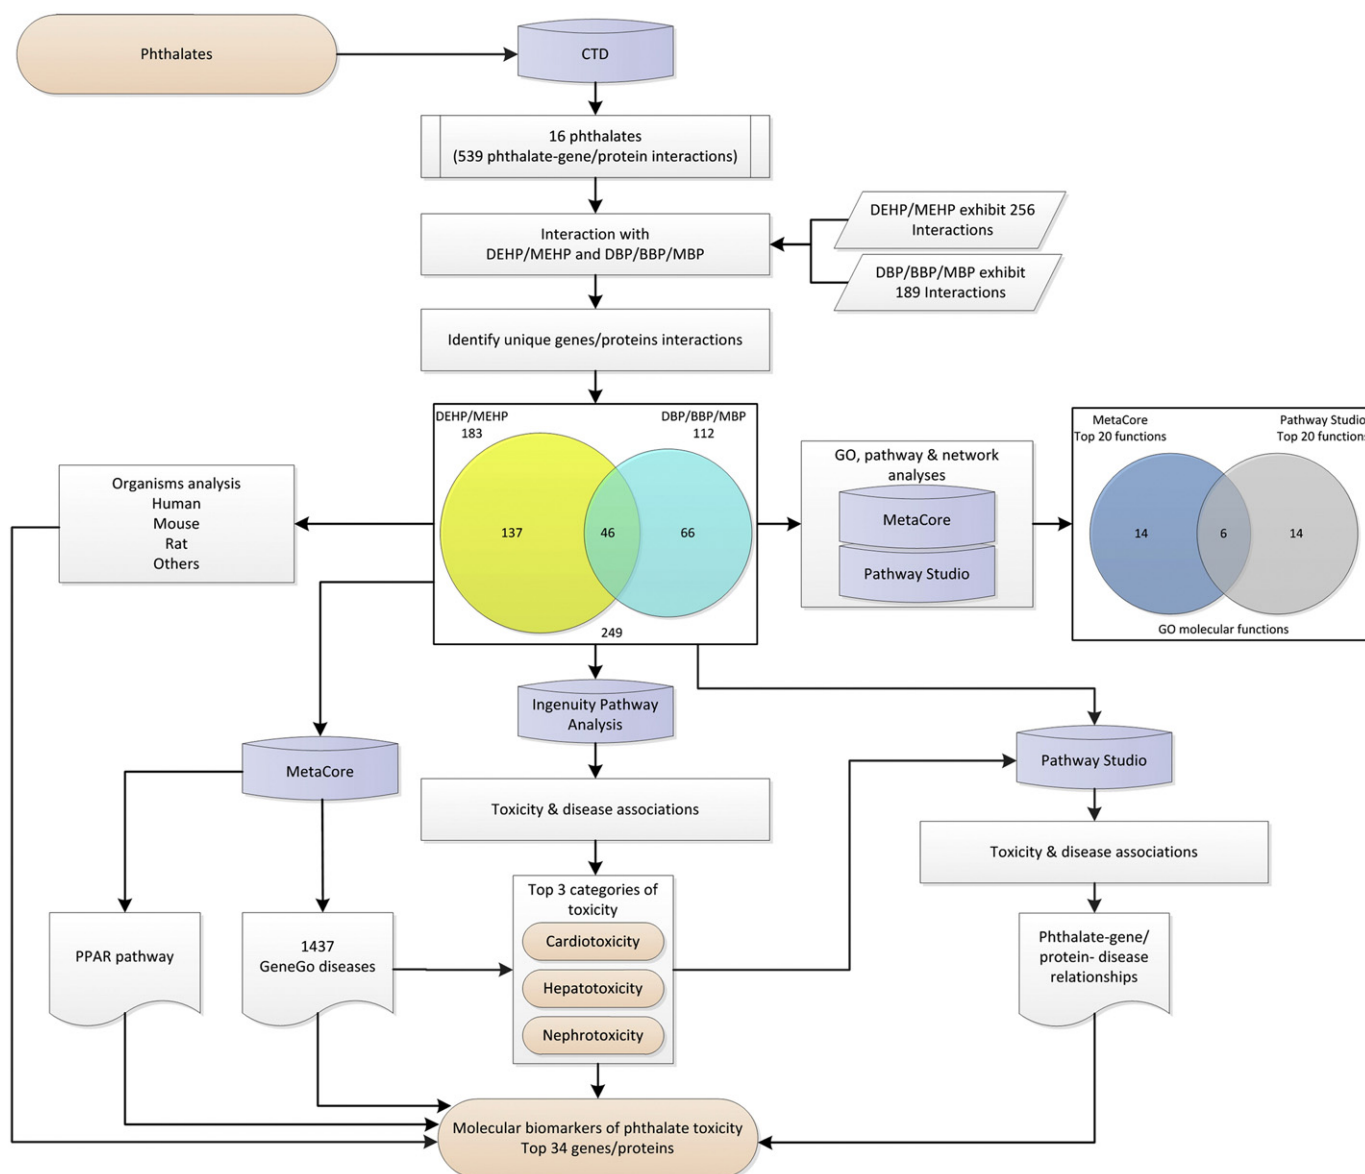 Phthalates
CTD
16 phthalates
(539 phthalate-gene/protein interactions)
Interaction with
DEHP/MEHP and DBP/BBP/MBP
DEHP/MEHP exhibit 256
Interactions
DBP/BBP/MBP exhibit
189 Interactions
Identify unique genes/proteins interactions
DEHP/MEHP
183
DBP/BBP/MBP
112
137
46
66
249
Organisms analysis
Human
Mouse
Rat
Others
GO, pathway & network
analyses
MetaCore
Pathway Studio
MetaCore
Top 20 functions
Pathway Studio
Top 20 functions
14
6
14
GO molecular functions
Ingenuity Pathway
Analysis
MetaCore
Pathway Studio
Toxicity & disease associations
Toxicity & disease associations
Top 3 categories of
toxicity
Cardiotoxicity
Hepatotoxicity
Nephrotoxicity
PPAR pathway
1437
GeneGo diseases
Phthalate-gene/
protein- disease
relationships
Molecular biomarkers of phthalate toxicity
Top 34 genes/proteins